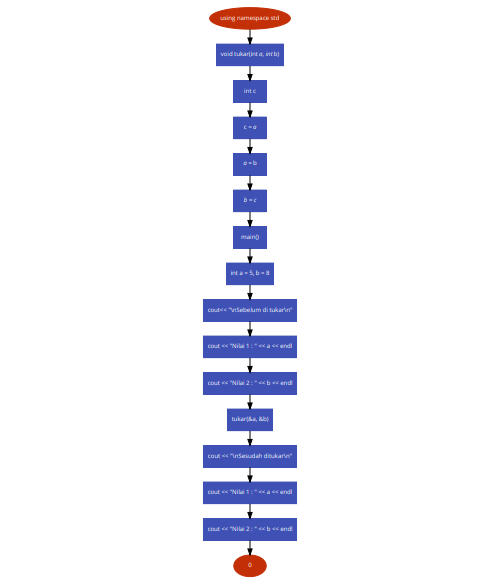 using namespace std
void tukar(int a, int b)
int c
c = a
a = b
b = c
main()
int a = 5, b = 8
cout<< "\nSebelum di tukar\n"
cout << "Nilai 1 : " << a << endl
cout << "Nilai 2 : " << b << endl
tukar(&a, &b)
cout << "\nSesudah ditukar\n"
cout << "Nilai 1 : " << a << endl
cout << "Nilai 2 : " << b << endl
0